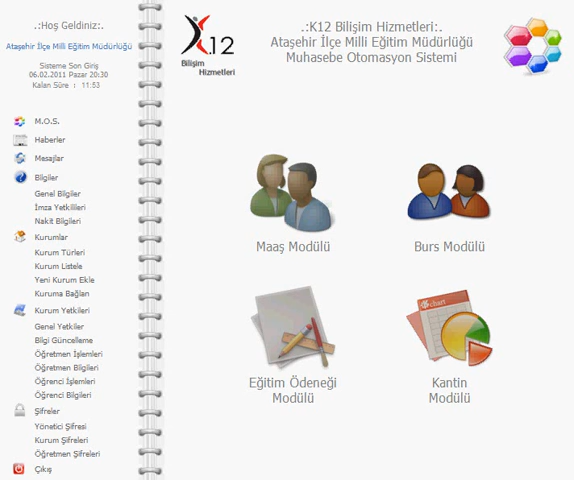 .:Hoş Geldiniz:.
Ataşehir İlçe Milli Eğitim Müdürlüğü
Sisteme Son Giriş
06.02.2011 Pazar 20:30
Kalan Süre : 11:53
M.O.S.
Haberler
Mesajlar
Bilgiler
Genel Bilgiler
İmza Yetkilileri
Nakit Bilgileri
Kurumlar
Kurum Türleri
Kurum Listele
Yeni Kurum Ekle
Kuruma Bağlan
Kurum Yetkileri
Genel Yetkiler
Bilgi Güncelleme
Öğretmen İşlemleri
Öğretmen Bilgileri
Öğrenci İşlemleri
Öğrenci Bilgileri
Şifreler
Yönetici Şifresi
Kurum Şifreleri
Öğretmen Şifreleri
Çıkış
K12
Bilişim
Hizmetleri
.:K12 Bilişim Hizmetleri:.
Ataşehir İlçe Milli Eğitim Müdürlüğü
Muhasebe Otomasyon Sistemi
Maaş Modülü
Burs Modülü
chart
Eğitim Ödeneği
Modülü
Kantin
Modülü